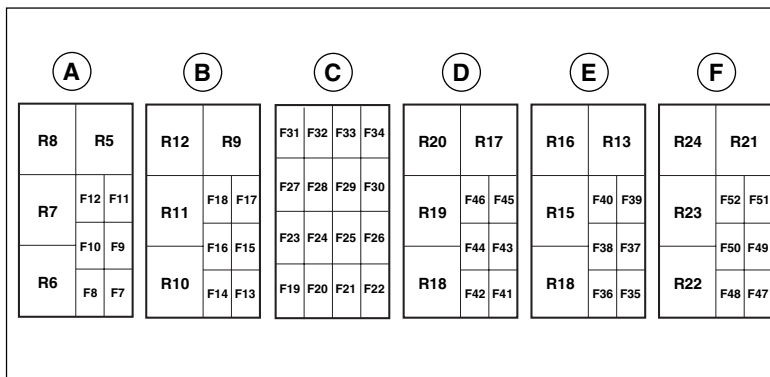 A B C D E F
R8 R5 R12 R9 F31 F32 F33 F34 R20 R17 R16 R13 R24 R21
R7 F12 F11 R11 F18 F17 F27 F28 F29 F30 R19 F46 F45 R15 F40 F39 R23 F52 F51
F10 F9 F16 F15 F23 F24 F25 F26 F44 F43 F38 F37 F50 F49
R6 F8 F7 R10 F14 F13 F19 F20 F21 F22 R18 F42 F41 R18 F36 F35 R22 F48 F47